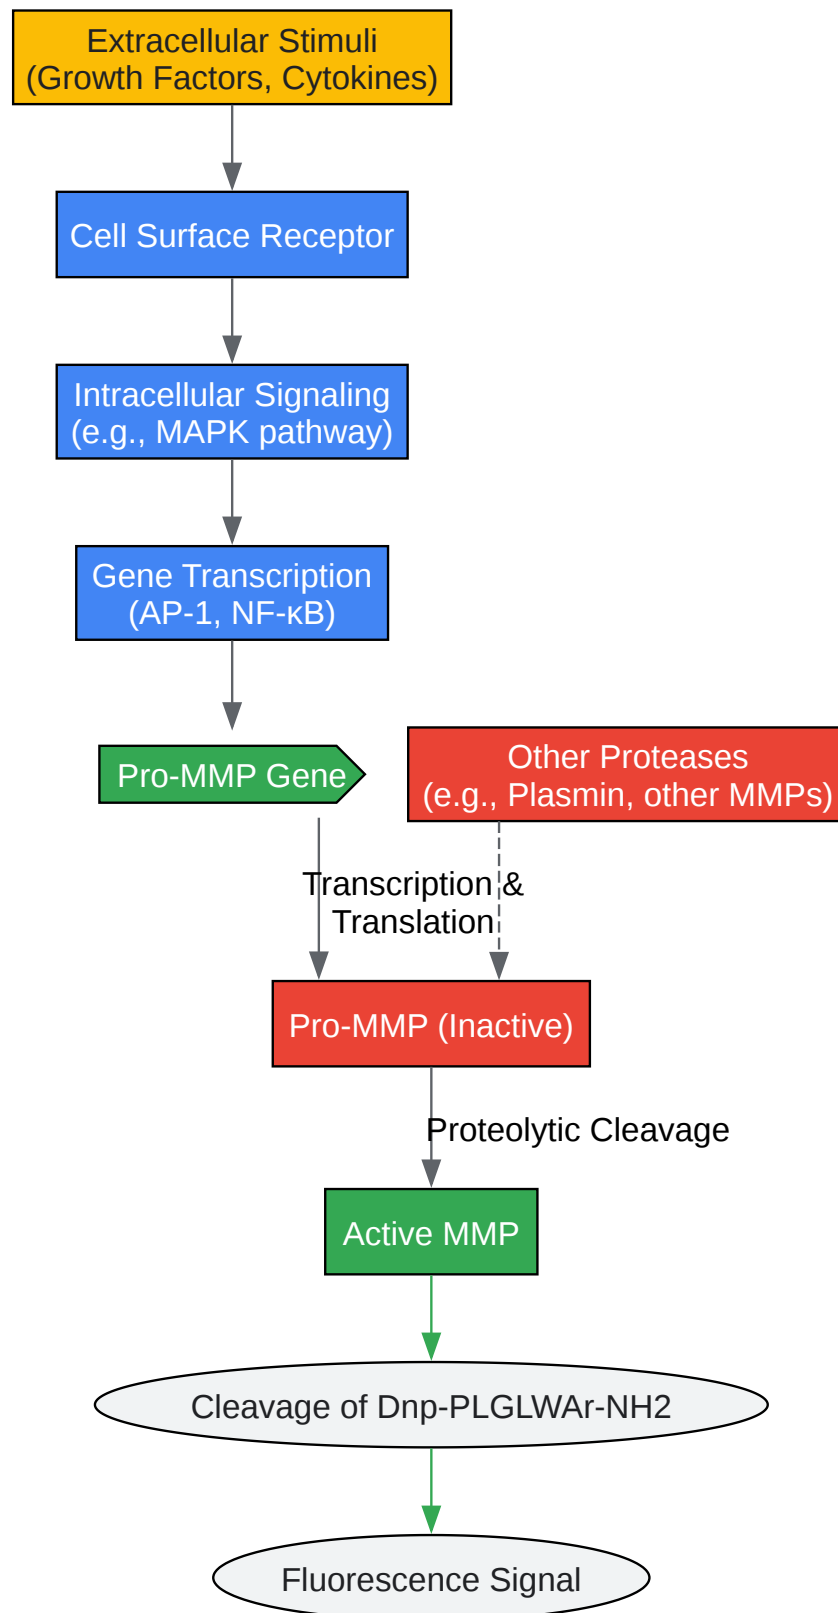 Extracellular Stimuli
(Growth Factors, Cytokines)
Cell Surface Receptor
Intracellular Signaling
(e.g., MAPK pathway)
Gene Transcription
(AP-1, NF-κB)
Pro-MMP Gene
Other Proteases
(e.g., Plasmin, other MMPs)
Transcription &
Translation
Pro-MMP (Inactive)
Proteolytic Cleavage
Active MMP
Cleavage of Dnp-PLGLWAr-NH2
Fluorescence Signal